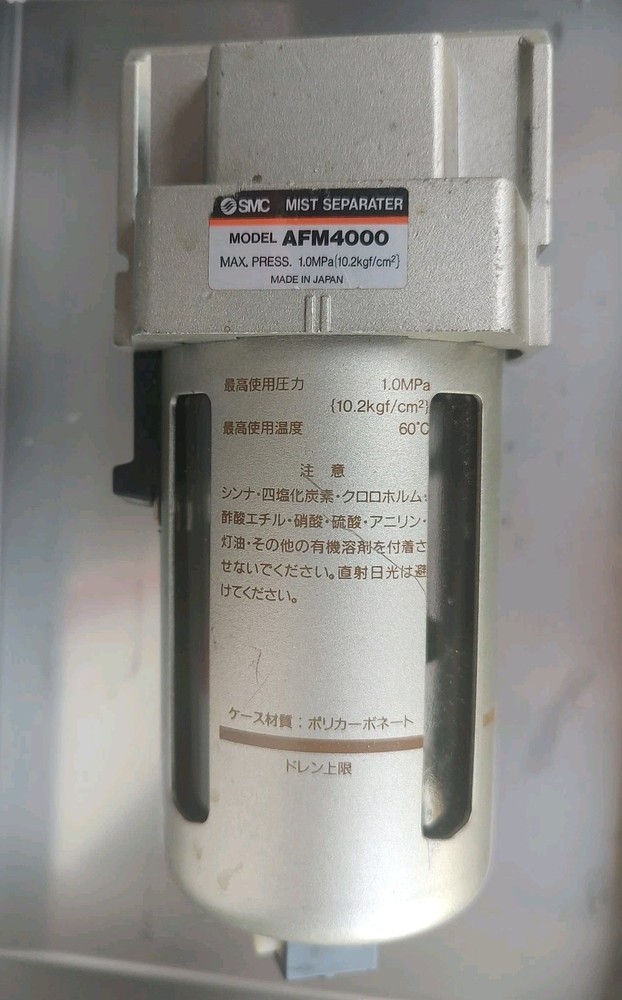 SMC MIST SEPARATER
MODEL AFM4000
MAX. PRESS. 1.0MPa{10.2kgf/cm²}
MADE IN JAPAN
最高使用圧力 1.0MPa
{10.2kgf/cm²}
最高使用温度 60°C
注 意
シンナ・四塩化炭素・クロロホルム・
酢酸エチル・硝酸・硫酸・アニリン・
灯油・その他の有機溶剤を付着さ
せないでください。直射日光は避
けてください。
ケース材質：ポリカーボネート
ドレン上限